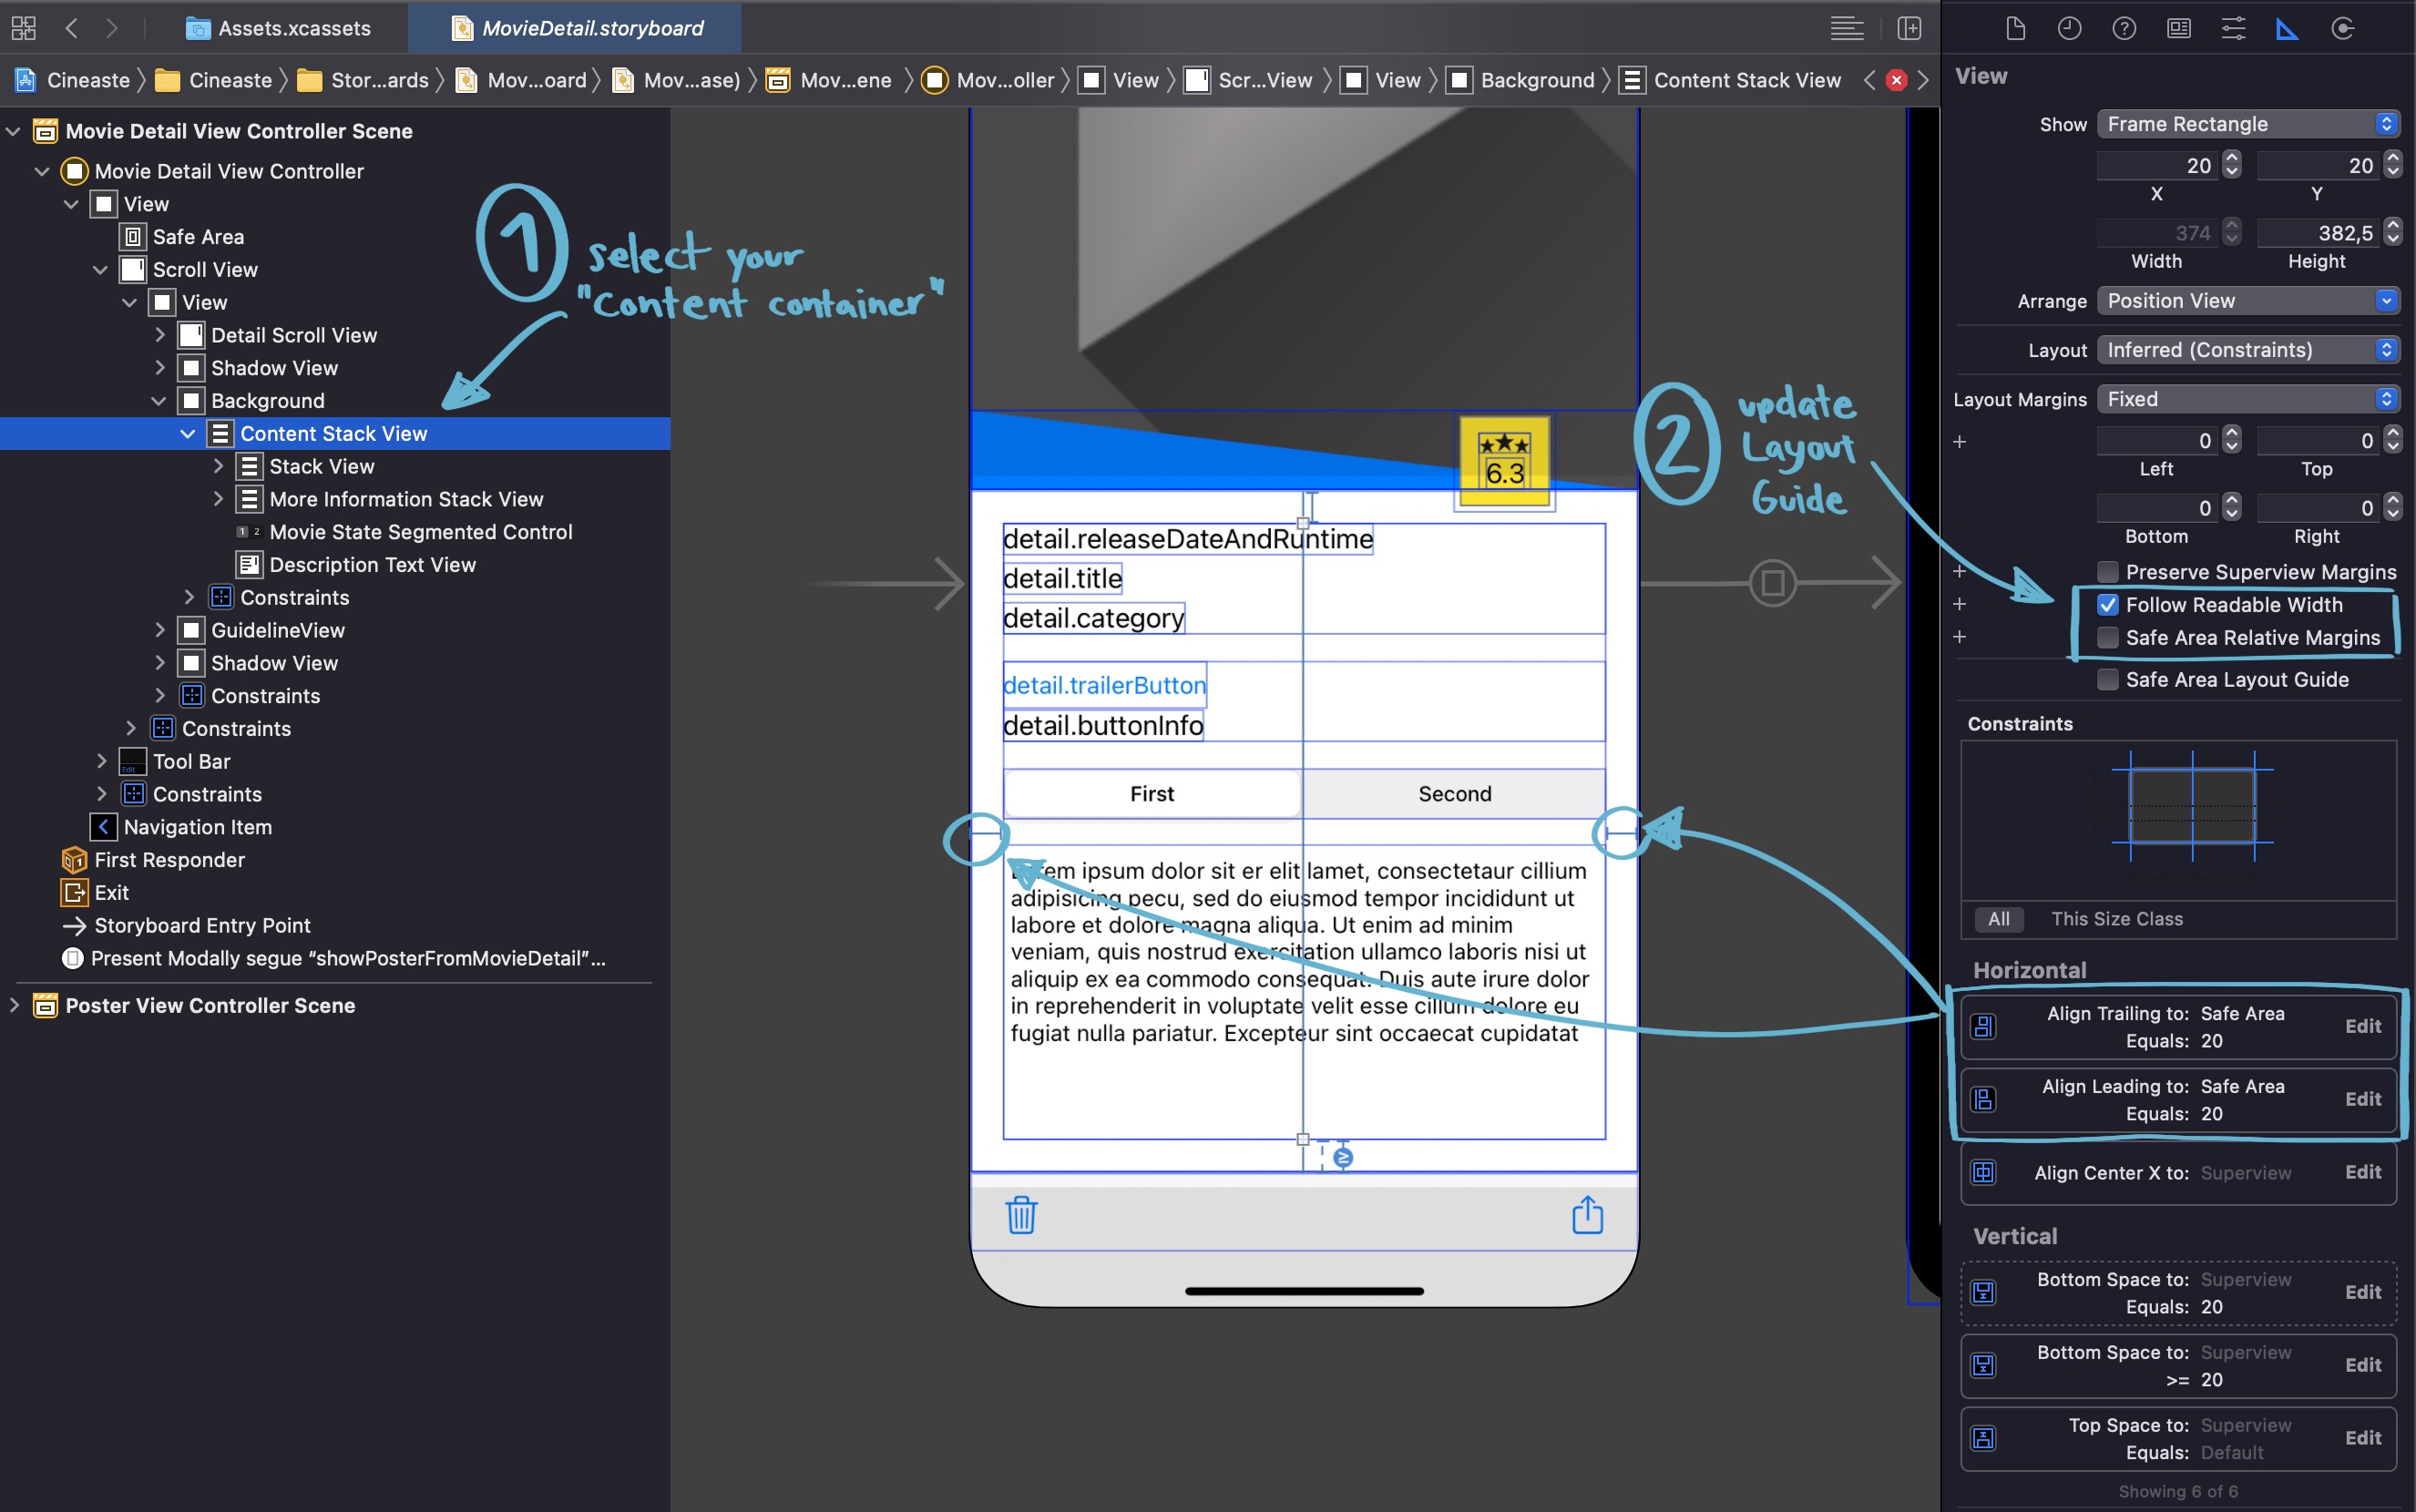 Assets.xcassets
MovieDetail.storyboard
Cineaste
Cineaste
Stor...ards
Mov...oard
Mov...ase)
Mov...ene
Mov...oller
View
Scr...View
View
Background
Content Stack View
Movie Detail View Controller Scene
Movie Detail View Controller
View
Safe Area
Scroll View
View
Detail Scroll View
Shadow View
Background
Content Stack View
Stack View
More Information Stack View
1 2 Movie State Segmented Control
Description Text View
Constraints
GuidelineView
Shadow View
Constraints
Constraints
Edit
Tool Bar
Constraints
Navigation Item
First Responder
Exit
Storyboard Entry Point
Present Modally segue “showPosterFromMovieDetail”...
Poster View Controller Scene
1
select your
"Content container"
6.3
detail.releaseDateAndRuntime
detail.title
detail.category
detail.trailerButton
detail.buttonInfo
First
Second
Lorem ipsum dolor sit er elit lamet, consectetaur cillium
adipisicing pecu, sed do eiusmod tempor incididunt ut
labore et dolore magna aliqua. Ut enim ad minim
veniam, quis nostrud exercitation ullamco laboris nisi ut
aliquip ex ea commodo consequat. Duis aute irure dolor
in reprehenderit in voluptate velit esse cillum dolore eu
fugiat nulla pariatur. Excepteur sint occaecat cupidatat
≥
2
update
Layout
Guide
View
Show Frame Rectangle
20 20
X Y
374 382,5
Width Height
Arrange Position View
Layout Inferred (Constraints)
Layout Margins Fixed
0 0
Left Top
0 0
Bottom Right
Preserve Superview Margins
Follow Readable Width
Safe Area Relative Margins
Safe Area Layout Guide
Constraints
All This Size Class
Horizontal
Align Trailing to: Safe Area
Equals: 20
Edit
Align Leading to: Safe Area
Equals: 20
Edit
Align Center X to: Superview
Edit
Vertical
Bottom Space to: Superview
Equals: 20
Edit
Bottom Space to: Superview
>= 20
Edit
Top Space to: Superview
Equals: Default
Edit
Showing 6 of 6